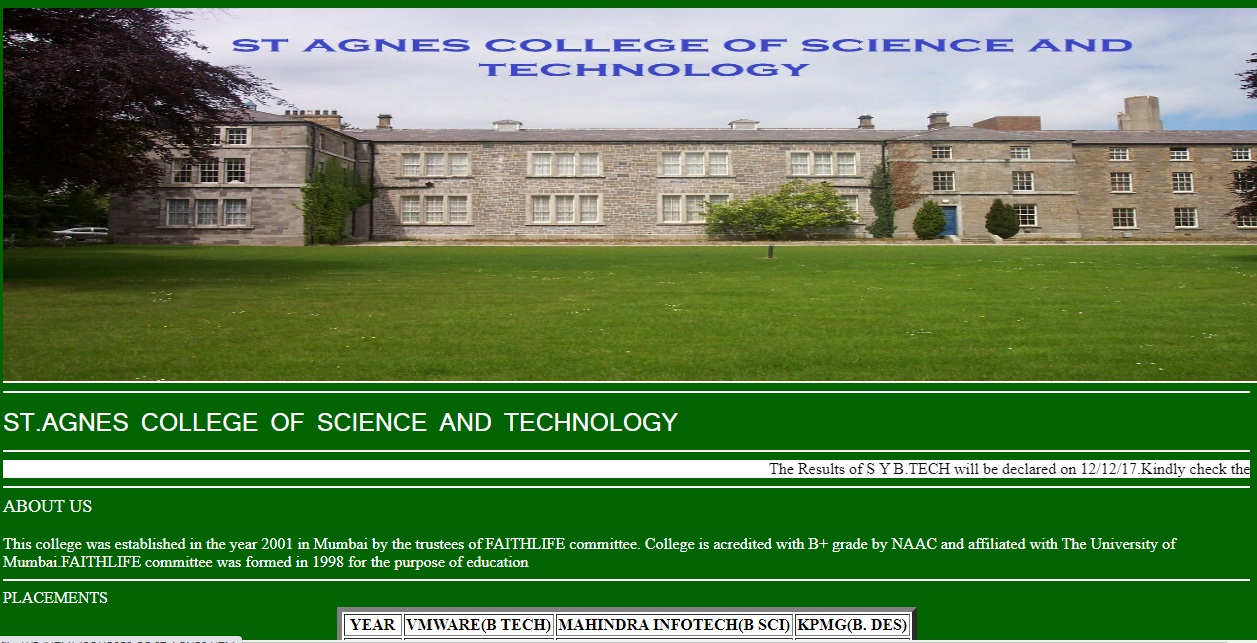 ST AGNES COLLEGE OF SCIENCE AND
TECHNOLOGY
ST.AGNES COLLEGE OF SCIENCE AND TECHNOLOGY
The Results of S Y B.TECH will be declared on 12/12/17.Kindly check the
ABOUT US
This college was established in the year 2001 in Mumbai by the trustees of FAITHLIFE committee. College is acredited with B+ grade by NAAC and affiliated with The University of
Mumbai.FAITHLIFE committee was formed in 1998 for the purpose of education
PLACEMENTS
YEAR VMWARE(B TECH) MAHINDRA INFOTECH(B SCI) KPMG(B. DES)